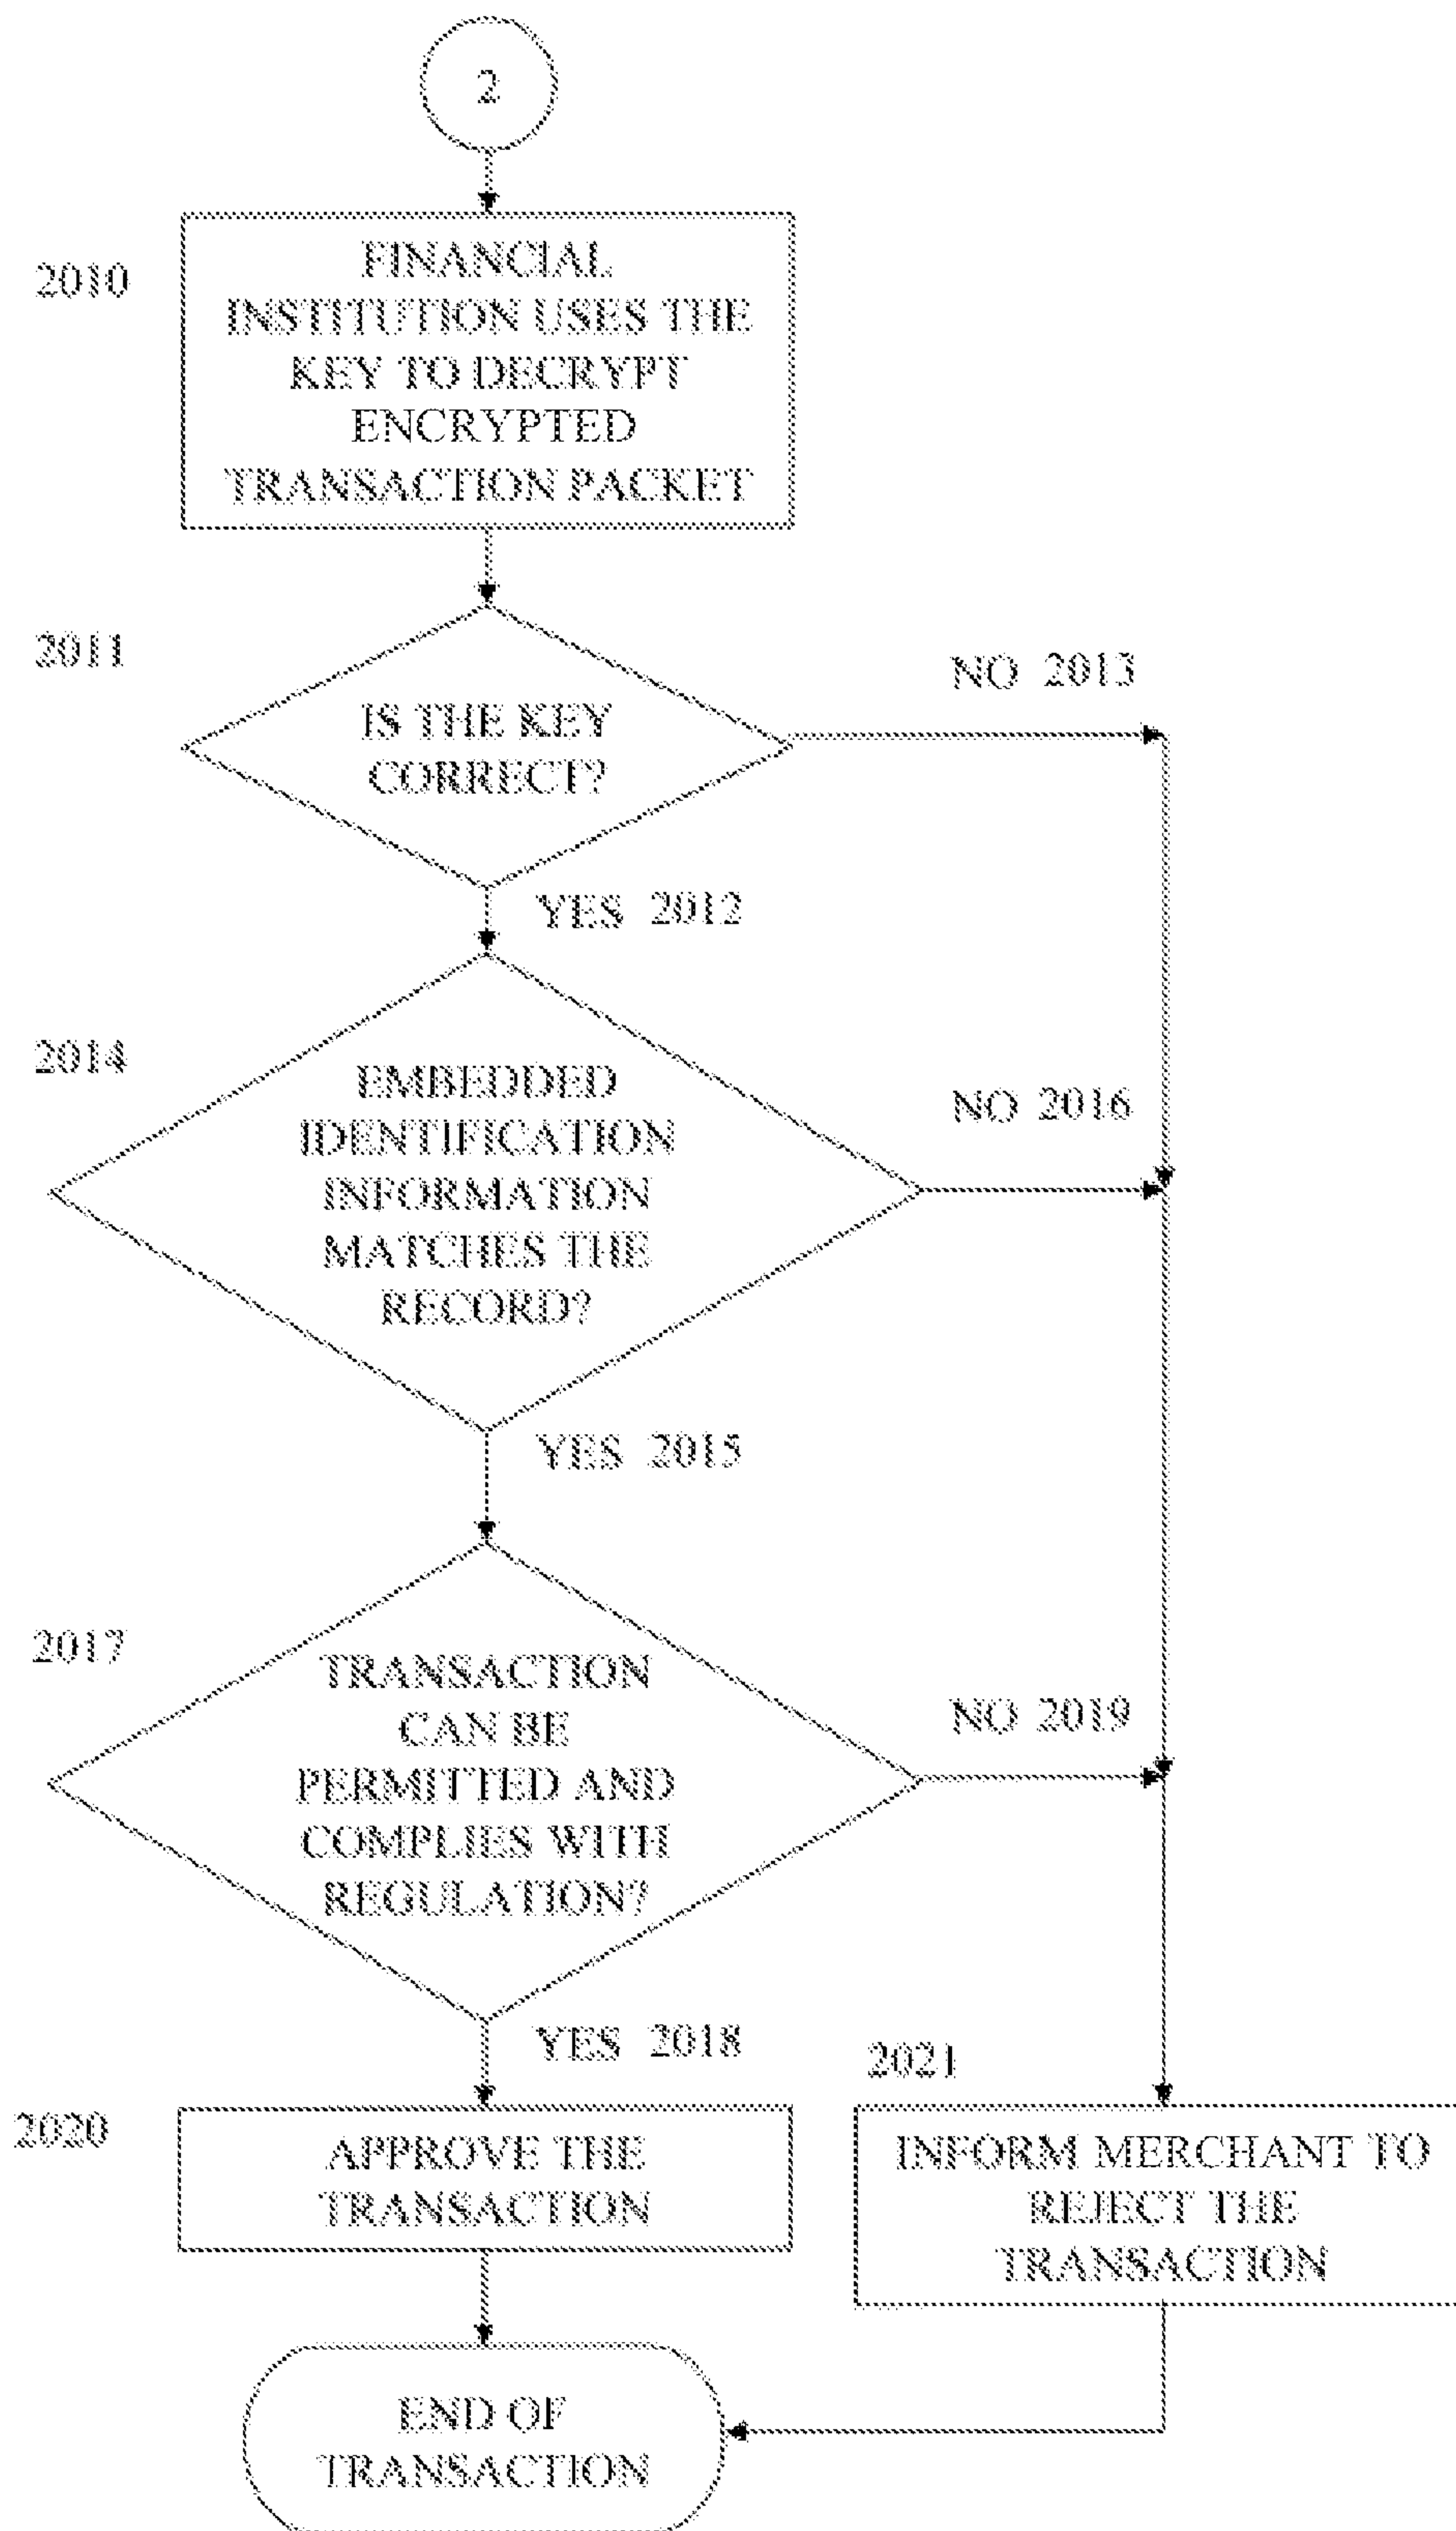 2
2010
FINANCIAL
INSTITUTION USES THE
KEY TO DECRYPT
ENCRYPTED
TRANSACTION PACKET
2011
IS THE KEY
CORRECT?
NO 2013
YES 2012
2014
EMBEDDED
IDENTIFICATION
INFORMATION
MATCHES THE
RECORD?
NO 2016
YES 2015
2017
TRANSACTION
CAN BE
PERMITTED AND
COMPLIES WITH
REGULATION?
NO 2019
YES 2018
2020
APPROVE THE
TRANSACTION
2021
INFORM MERCHANT TO
REJECT THE
TRANSACTION
END OF
TRANSACTION